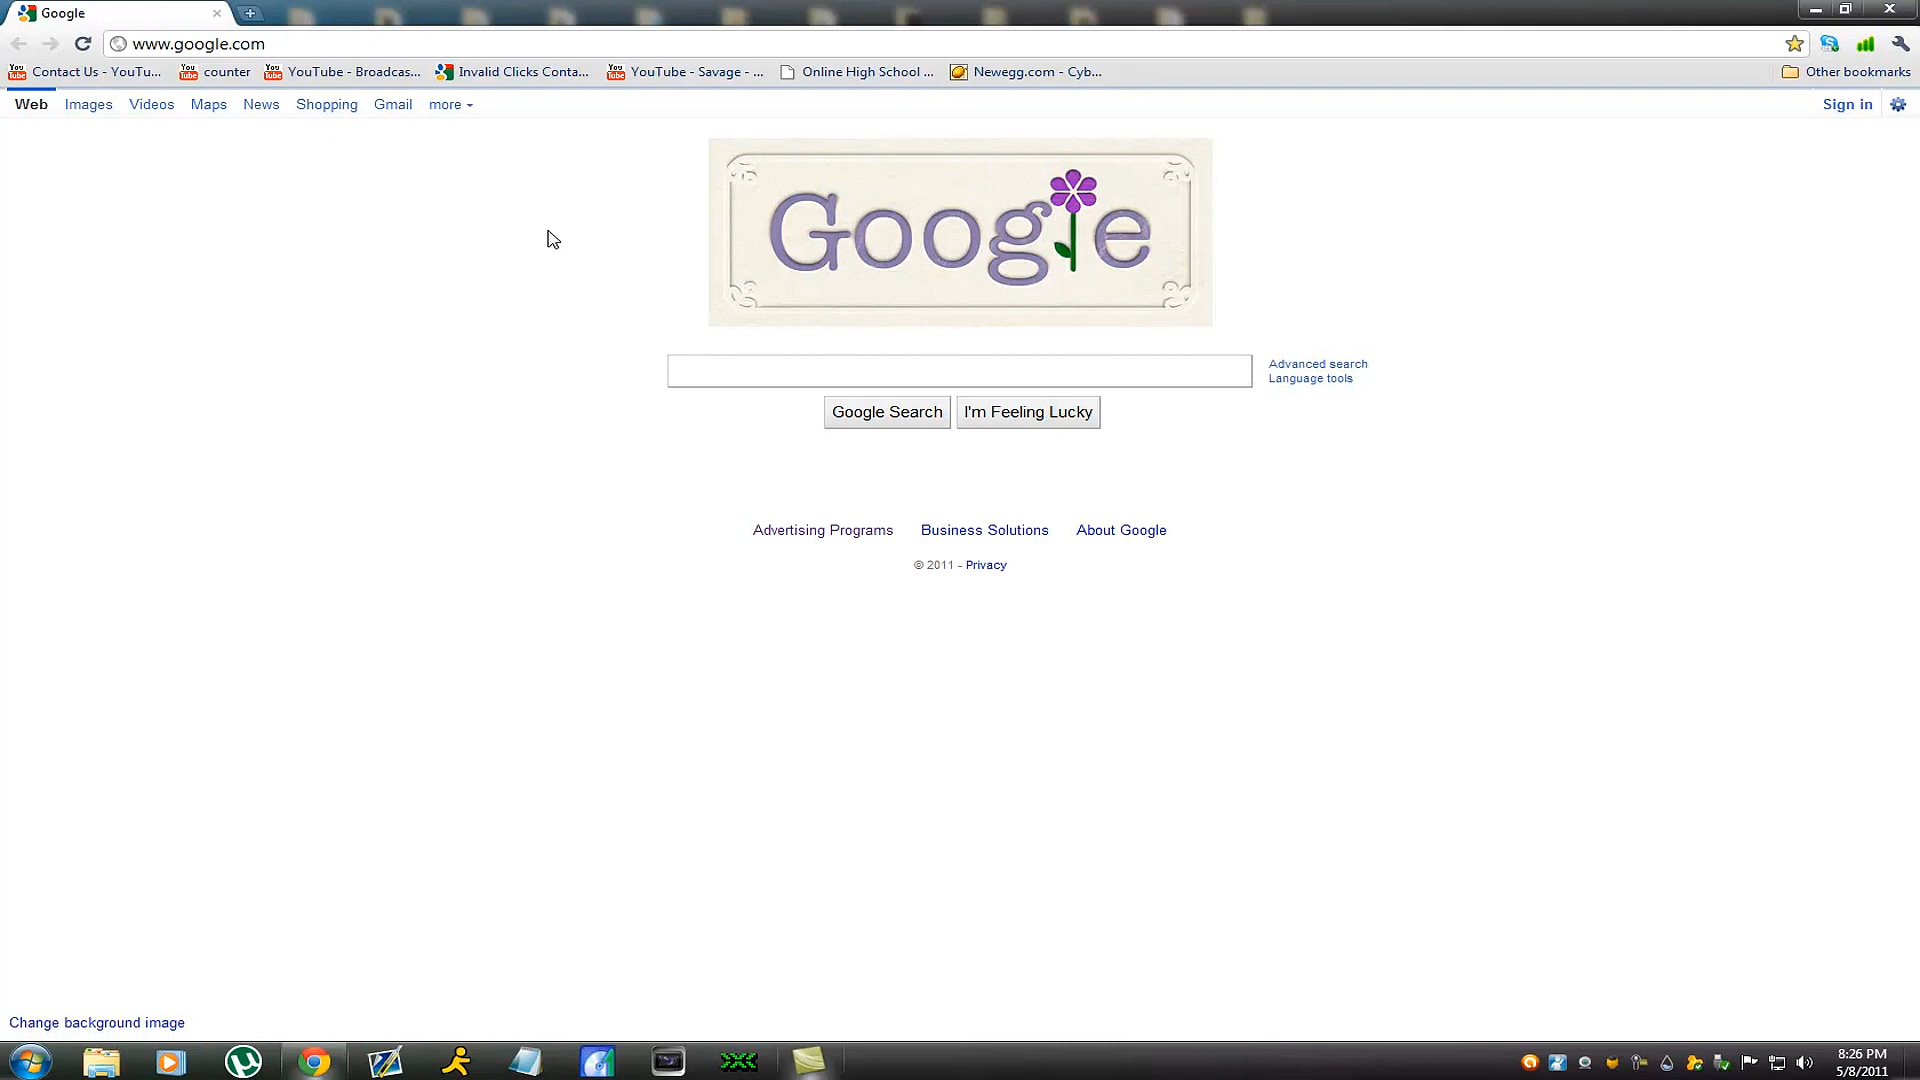 Google
www.google.com
Contact Us - YouTu... counter YouTube - Broadcas... Invalid Clicks Conta... YouTube - Savage - ... Online High School ... Newegg.com - Cyb... Other bookmarks
Web Images Videos Maps News Shopping Gmail more Sign in
Google
Advanced search
Language tools
Google Search I'm Feeling Lucky
Advertising Programs Business Solutions About Google
© 2011 - Privacy
Change background image
8:26 PM
5/8/2011